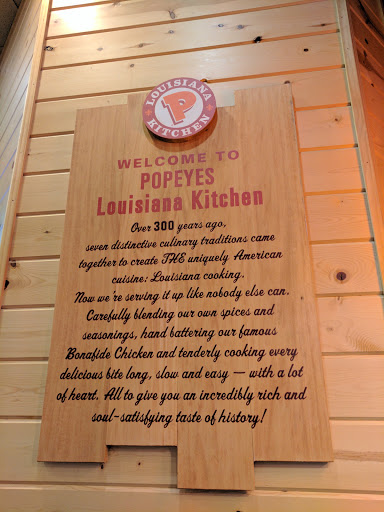 LOUISIANA
P
KITCHEN
WELCOME TO
POPEYES
Louisiana Kitchen
Over 300 years ago,
seven distinctive culinary traditions came
together to create THE uniquely American
cuisine: Louisiana cooking.
Now we're serving it up like nobody else can.
Carefully blending our own spices and
seasonings, hand battering our famous
Bonafide Chicken and tenderly cooking every
delicious bite long, slow and easy — with a lot
of heart. All to give you an incredibly rich and
soul-satisfying taste of history!